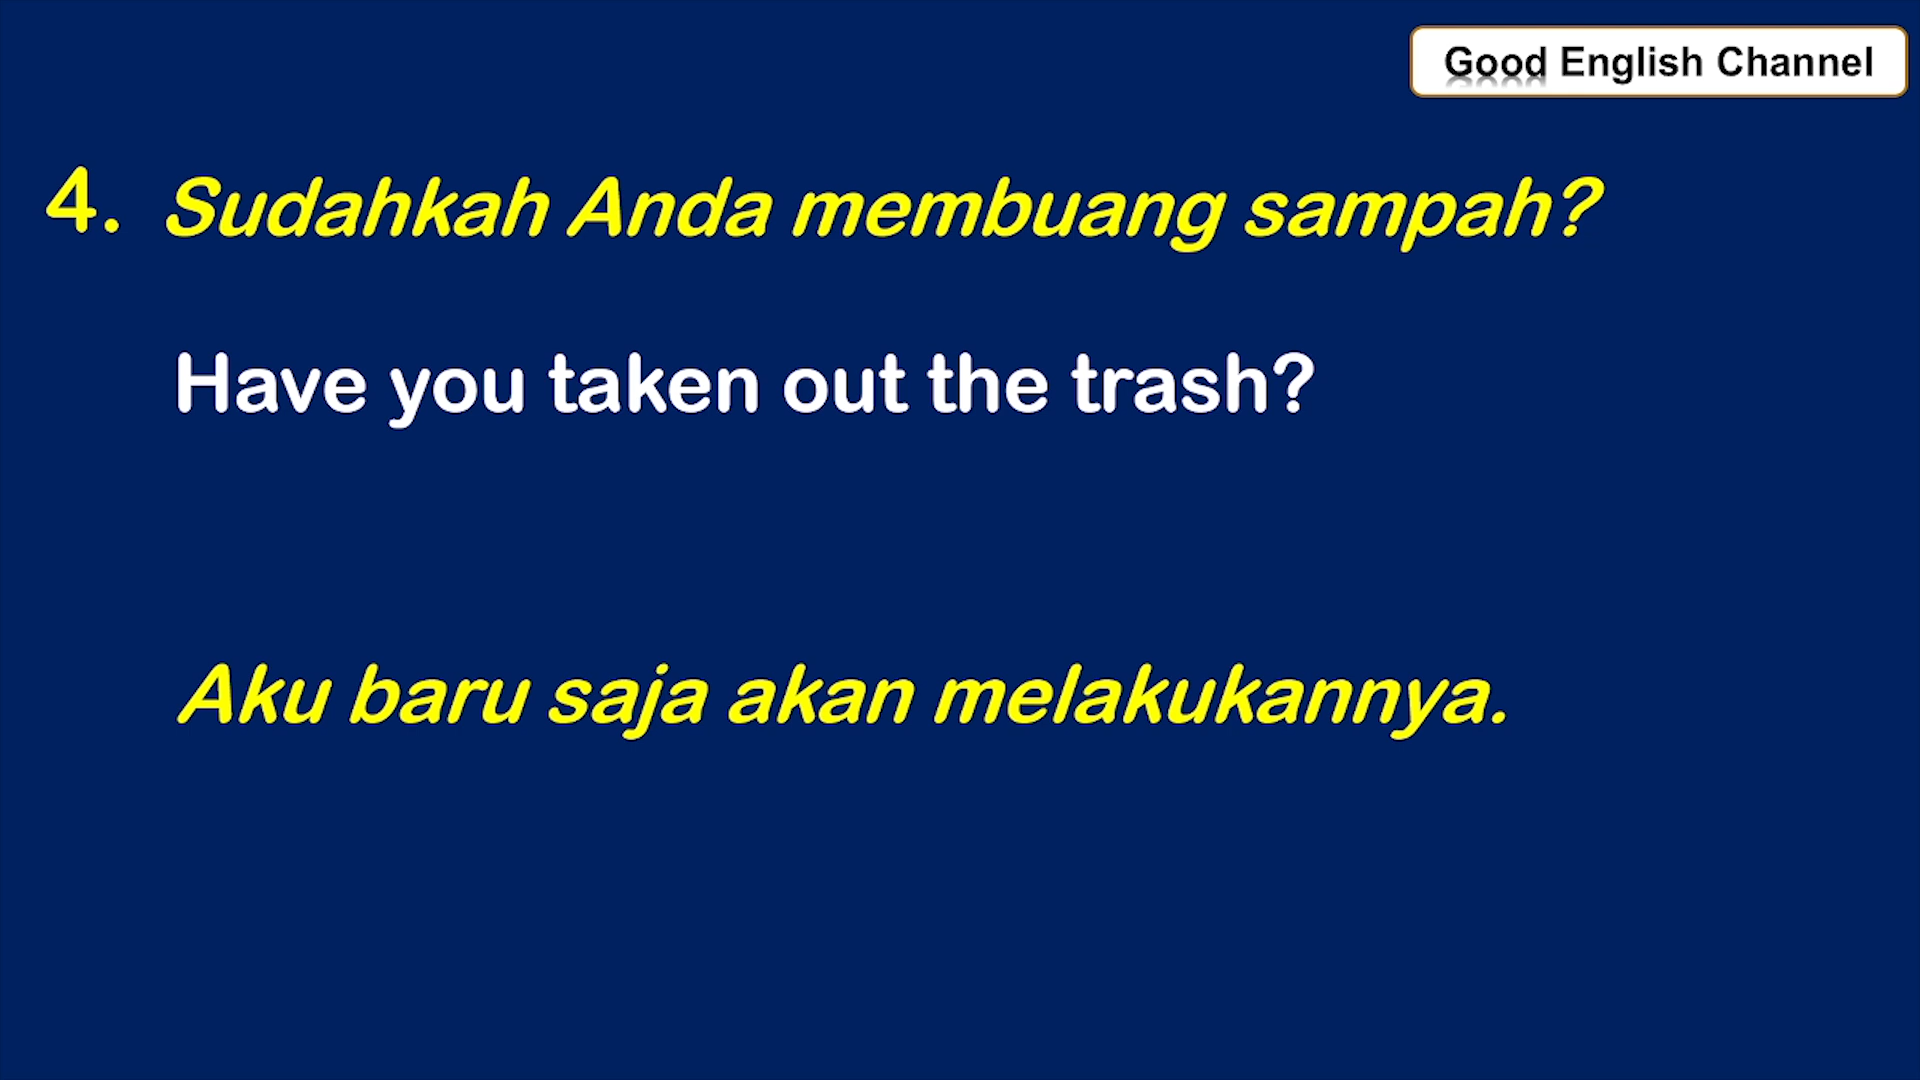 Good English Channel
4. Sudahkah Anda membuang sampah?
Have you taken out the trash?
Aku baru saja akan melakukannya.